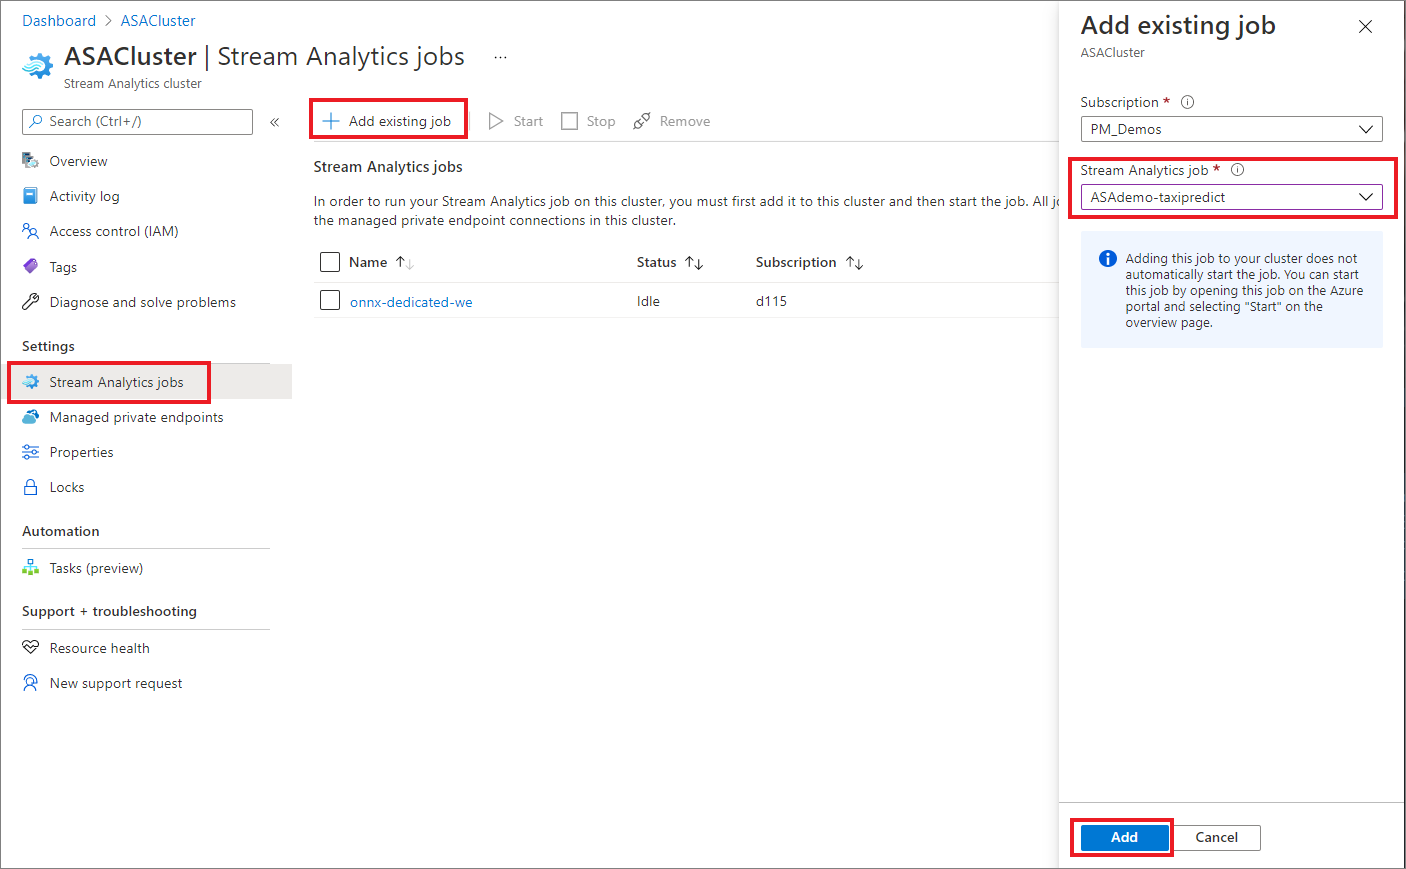 Dashboard > ASACluster
ASACluster | Stream Analytics jobs ...
Stream Analytics cluster
Search (Ctrl+/)
«
Overview
Activity log
Access control (IAM)
Tags
Diagnose and solve problems
Settings
Stream Analytics jobs
Managed private endpoints
Properties
Locks
Automation
Tasks (preview)
Support + troubleshooting
Resource health
New support request
+ Add existing job Start Stop Remove
Stream Analytics jobs
In order to run your Stream Analytics job on this cluster, you must first add it to this cluster and then start the job. All
the managed private endpoint connections in this cluster.
Name ↑↓ Status ↑↓ Subscription ↑↓
onnx-dedicated-we Idle d115
Add existing job
ASACluster
Subscription *
PM_Demos
Stream Analytics job *
ASAdemo-taxipredict
Adding this job to your cluster does not
automatically start the job. You can start
this job by opening this job on the Azure
portal and selecting "Start" on the
overview page.
Add Cancel